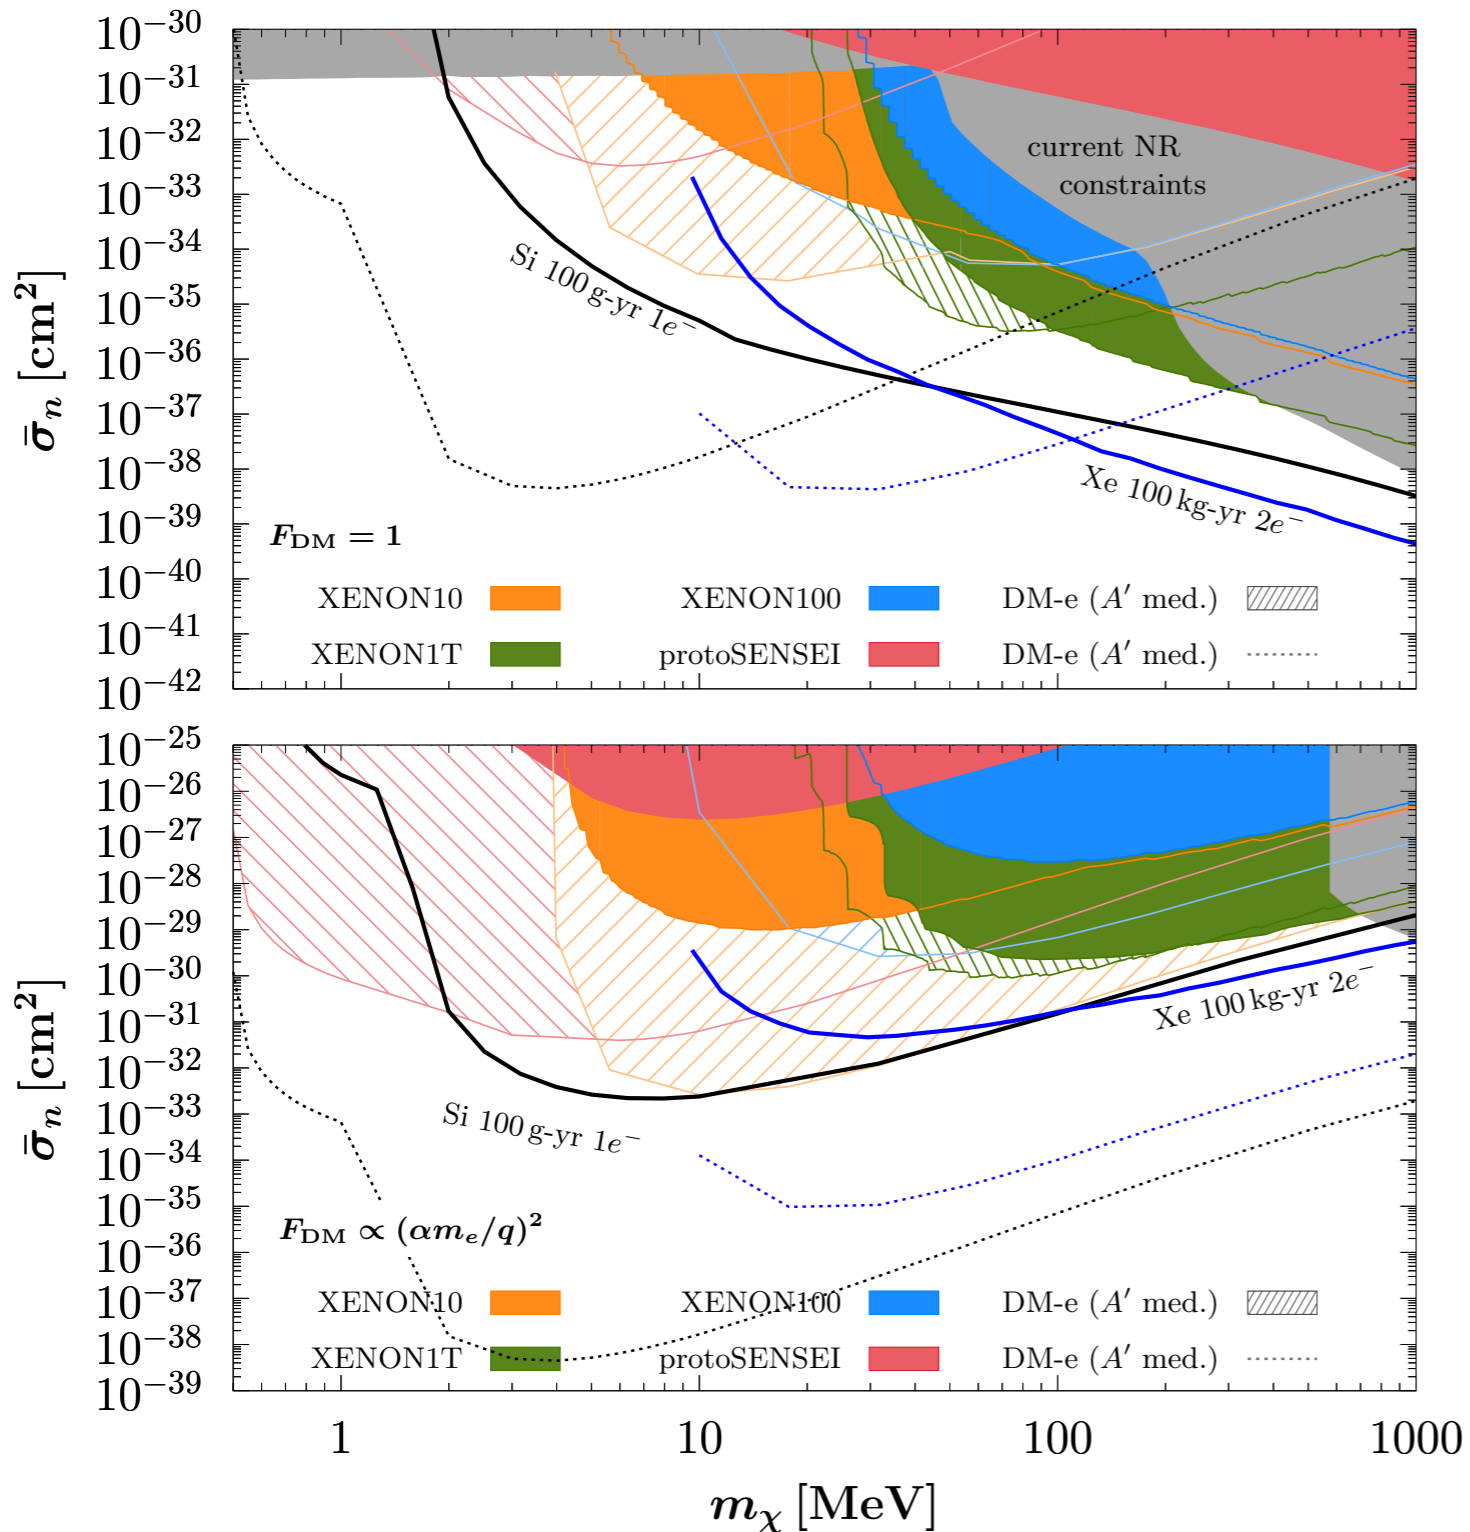 10⁻³⁰
10⁻³¹
10⁻³²
10⁻³³
10⁻³⁴
10⁻³⁵
10⁻³⁶
10⁻³⁷
10⁻³⁸
10⁻³⁹
10⁻⁴⁰
10⁻⁴¹
10⁻⁴²
σ̄ₙ [cm²]
current NR
constraints
Si 100 g-yr 1e⁻
Xe 100 kg-yr 2e⁻
F_DM = 1
XENON10
XENON100
DM-e (A′ med.)
XENON1T
protoSENSEI
DM-e (A′ med.)
10⁻²⁵
10⁻²⁶
10⁻²⁷
10⁻²⁸
10⁻²⁹
10⁻³⁰
10⁻³¹
10⁻³²
10⁻³³
10⁻³⁴
10⁻³⁵
10⁻³⁶
10⁻³⁷
10⁻³⁸
10⁻³⁹
σ̄ₙ [cm²]
Xe 100 kg-yr 2e⁻
Si 100 g-yr 1e⁻
F_DM ∝ (αmₑ/q)²
XENON10
XENON100
DM-e (A′ med.)
XENON1T
protoSENSEI
DM-e (A′ med.)
1 10 100 1000
m_χ [MeV]